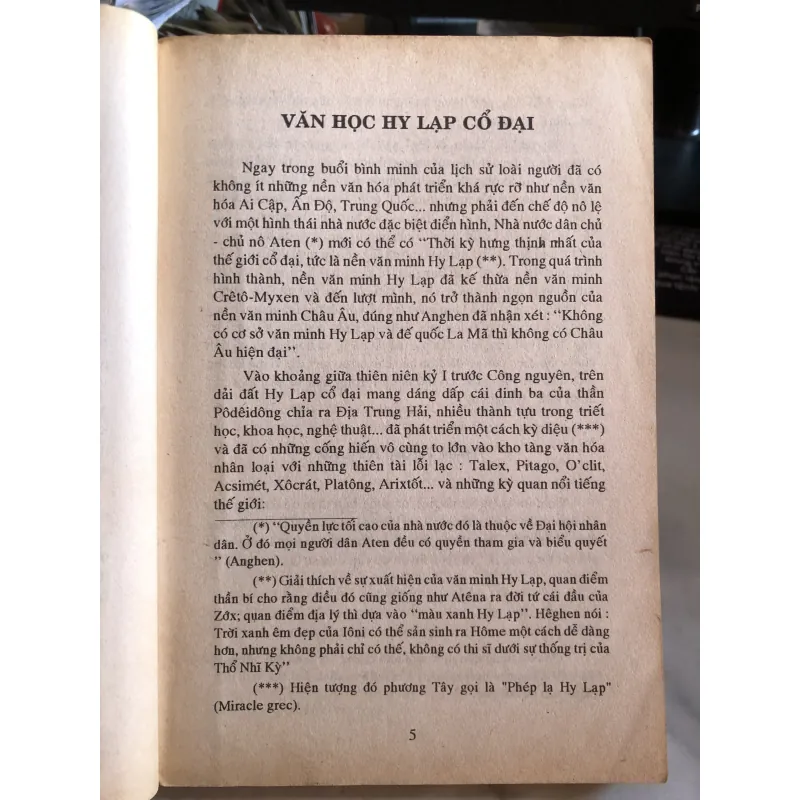 VĂN HỌC HY LẠP CỔ ĐẠI
Ngay trong buổi bình minh của lịch sử loài người đã có
không ít những nền văn hóa phát triển khá rực rỡ như nền văn
hóa Ai Cập, Ấn Độ, Trung Quốc... nhưng phải đến chế độ nô lệ
với một hình thái nhà nước đặc biệt điển hình, Nhà nước dân chủ
- chủ nô Aten (*) mới có thể có “Thời kỳ hưng thịnh nhất của
thế giới cổ đại, tức là nền văn minh Hy Lạp (**). Trong quá trình
hình thành, nền văn minh Hy Lạp đã kế thừa nền văn minh
Crêtô-Myxen và đến lượt mình, nó trở thành ngọn nguồn của
nền văn minh Châu Âu, đúng như Anghen đã nhận xét : “Không
có cơ sở văn minh Hy Lạp và đế quốc La Mã thì không có Châu
Âu hiện đại”.
Vào khoảng giữa thiên niên kỷ I trước Công nguyên, trên
dải đất Hy Lạp cổ đại mang dáng dấp cái đinh ba của thần
Pôdêiđông chỉa ra Địa Trung Hải, nhiều thành tựu trong triết
học, khoa học, nghệ thuật... đã phát triển một cách kỳ diệu (***)
và đã có những cống hiến vô cùng to lớn vào kho tàng văn hóa
nhân loại với những thiên tài lỗi lạc : Talex, Pitago, O’clit,
Acsimét, Xôcrát, Platông, Arixtốt... và những kỳ quan nổi tiếng
thế giới:
(*) “Quyền lực tối cao của nhà nước đó là thuộc về Đại hội nhân
dân. Ở đó mọi người dân Aten đều có quyền tham gia và biểu quyết
” (Anghen).
(**) Giải thích về sự xuất hiện của văn minh Hy Lạp, quan điểm
thần bí cho rằng điều đó cũng giống như Atêna ra đời từ cái đầu của
Zớx; quan điểm địa lý thì dựa vào “màu xanh Hy Lạp”. Hêghen nói :
Trời xanh êm đẹp của Iôni có thể sản sinh ra Hôme một cách dễ dàng
hơn, nhưng không phải chỉ có thế, không có thi sĩ dưới sự thống trị của
Thổ Nhĩ Kỳ”
(***) Hiện tượng đó phương Tây gọi là "Phép lạ Hy Lạp"
(Miracle grec).
5